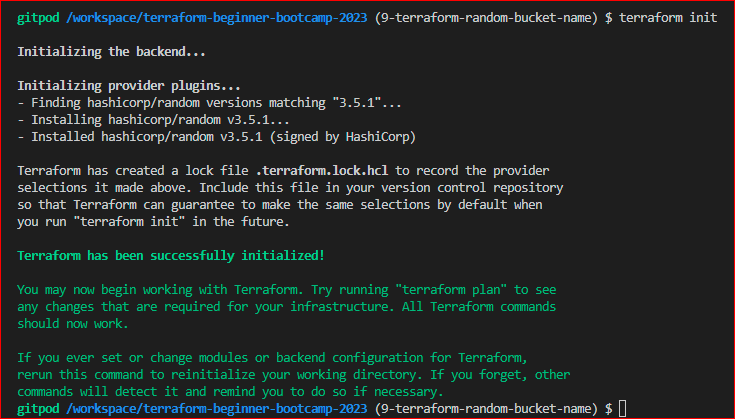 gitpod /workspace/terraform-beginner-bootcamp-2023 (9-terraform-random-bucket-name) $ terraform init
Initializing the backend...
Initializing provider plugins...
- Finding hashicorp/random versions matching "3.5.1"...
- Installing hashicorp/random v3.5.1...
- Installed hashicorp/random v3.5.1 (signed by HashiCorp)
Terraform has created a lock file .terraform.lock.hcl to record the provider
selections it made above. Include this file in your version control repository
so that Terraform can guarantee to make the same selections by default when
you run "terraform init" in the future.
Terraform has been successfully initialized!
You may now begin working with Terraform. Try running "terraform plan" to see
any changes that are required for your infrastructure. All Terraform commands
should now work.
If you ever set or change modules or backend configuration for Terraform,
rerun this command to reinitialize your working directory. If you forget, other
commands will detect it and remind you to do so if necessary.
gitpod /workspace/terraform-beginner-bootcamp-2023 (9-terraform-random-bucket-name) $